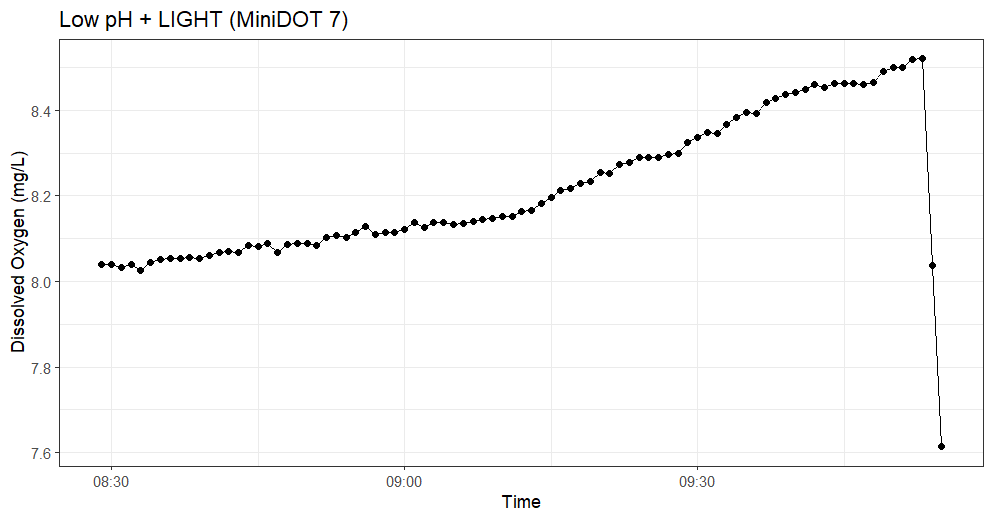 Low pH + LIGHT (MiniDOT 7)
Dissolved Oxygen (mg/L)
8.4
8.2
8.0
7.8
7.6
08:30
09:00
09:30
Time